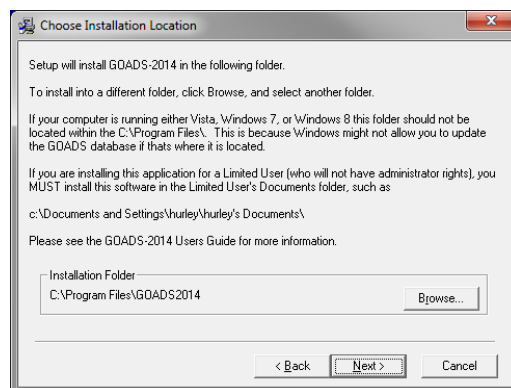 Choose Installation Location
Setup will install GOADS-2014 in the following folder.
To install into a different folder, click Browse, and select another folder.
If your computer is running either Vista, Windows 7, or Windows 8 this folder should not be
located within the C:\Program Files\. This is because Windows might not allow you to update
the GOADS database if thats where it is located.
If you are installing this application for a Limited User (who will not have administrator rights), you
MUST install this software in the Limited User's Documents folder, such as
c:\Documents and Settings\hurley\hurley's Documents\
Please see the GOADS-2014 Users Guide for more information.
Installation Folder
C:\Program Files\GOADS2014
Browse...
< Back
Next >
Cancel